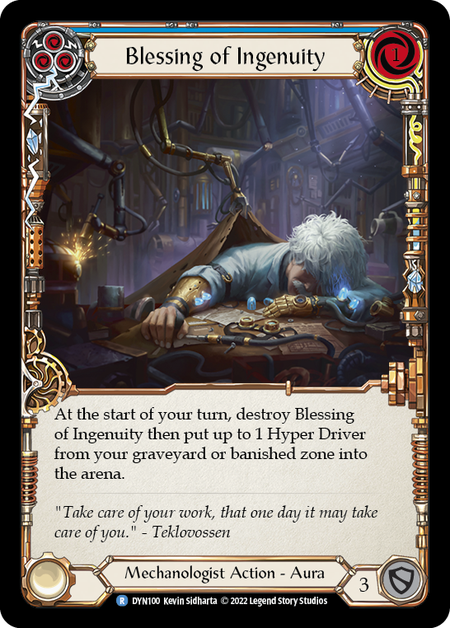 Blessing of Ingenuity
1
At the start of your turn, destroy Blessing
of Ingenuity then put up to 1 Hyper Driver
from your graveyard or banished zone into
the arena.
"Take care of your work, that one day it may take
care of you." - Teklovossen
Mechanologist Action - Aura
3
R DYN100 Kevin Sidharta © 2022 Legend Story Studios